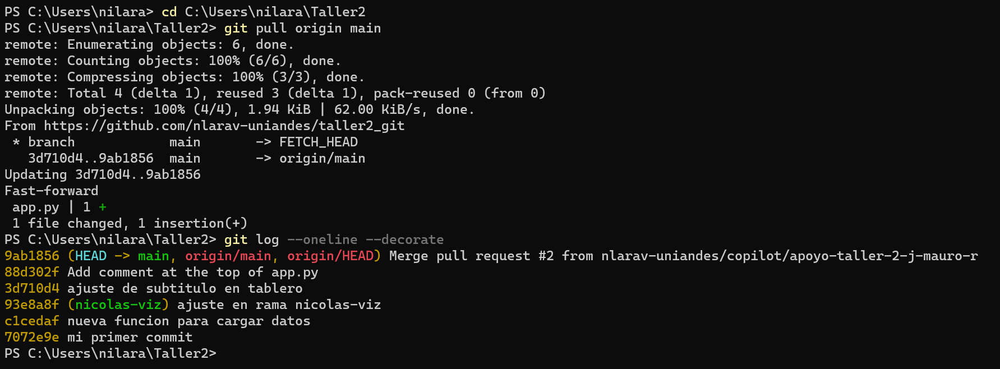 PS C:\Users\nilara> cd C:\Users\nilara\Taller2
PS C:\Users\nilara\Taller2> git pull origin main
remote: Enumerating objects: 6, done.
remote: Counting objects: 100% (6/6), done.
remote: Compressing objects: 100% (3/3), done.
remote: Total 4 (delta 1), reused 3 (delta 1), pack-reused 0 (from 0)
Unpacking objects: 100% (4/4), 1.94 KiB | 62.00 KiB/s, done.
From https://github.com/nlarav-uniandes/taller2_git
 * branch            main       -> FETCH_HEAD
   3d710d4..9ab1856  main       -> origin/main
Updating 3d710d4..9ab1856
Fast-forward
 app.py | 1 +
 1 file changed, 1 insertion(+)
PS C:\Users\nilara\Taller2> git log --oneline --decorate
9ab1856 (HEAD -> main, origin/main, origin/HEAD) Merge pull request #2 from nlarav-uniandes/copilot/apoyo-taller-2-j-mauro-r
88d302f Add comment at the top of app.py
3d710d4 ajuste de subtitulo en tablero
93e8a8f (nicolas-viz) ajuste en rama nicolas-viz
c1cedaf nueva funcion para cargar datos
7072e9e mi primer commit
PS C:\Users\nilara\Taller2>